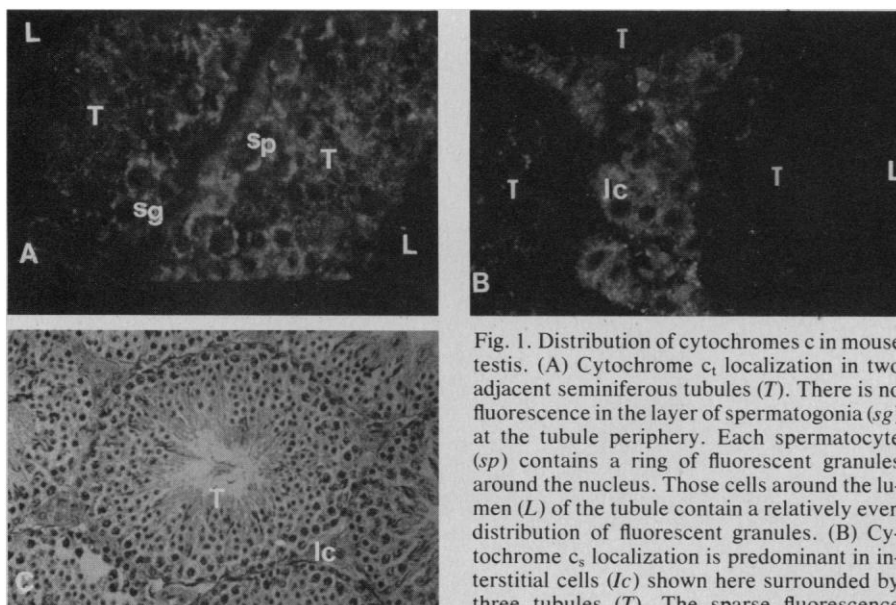 L
T
sp
T
sg
A
L
T
T
Ic
T
L
B
T
Ic
C
Fig. 1. Distribution of cytochromes c in mouse
testis. (A) Cytochrome cₜ localization in two
adjacent seminiferous tubules (T). There is no
fluorescence in the layer of spermatogonia (sg)
at the tubule periphery. Each spermatocyte
(sp) contains a ring of fluorescent granules
around the nucleus. Those cells around the lu-
men (L) of the tubule contain a relatively even
distribution of fluorescent granules. (B) Cy-
tochrome cₛ localization is predominant in in-
terstitial cells (Ic) shown here surrounded by
three tubules (T). The sparse fluorescence